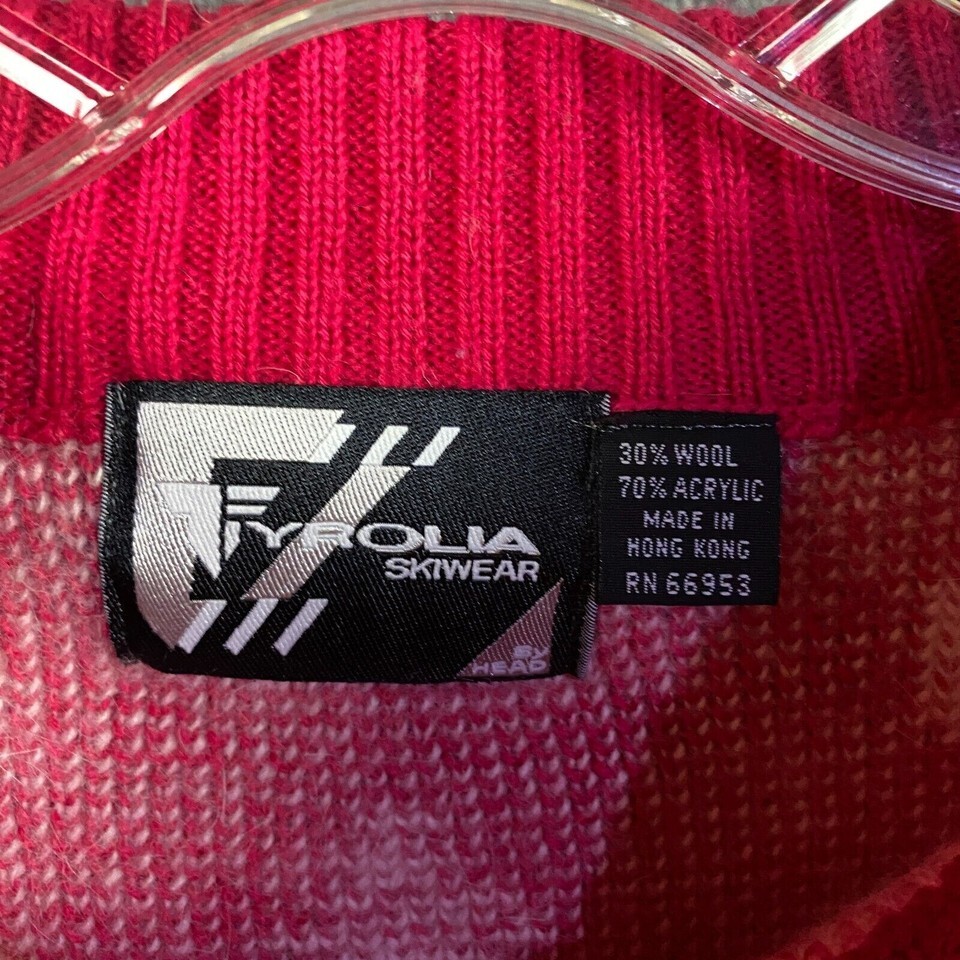 TYROLIA
SKIWEAR
By
HEAD
30% WOOL
70% ACRYLIC
MADE IN
HONG KONG
RN 66953